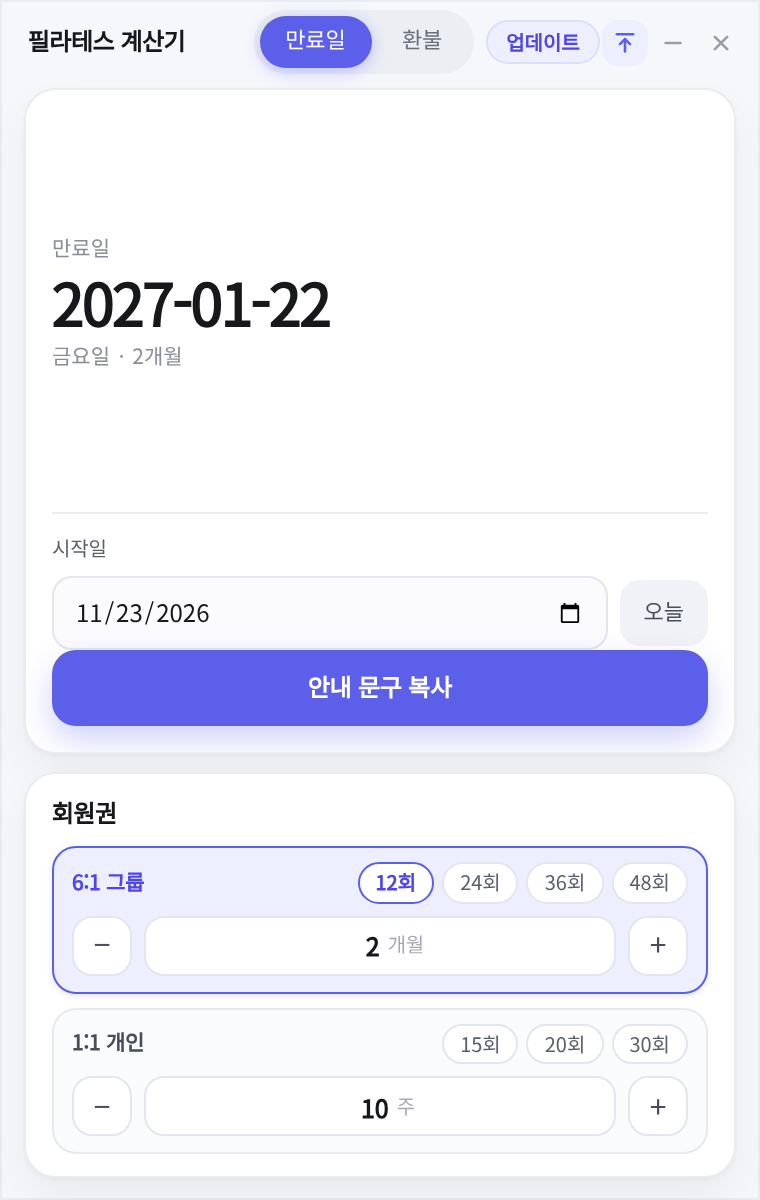 필라테스 계산기 만료일 환불 업데이트
만료일
2027-01-22
금요일 · 2개월
시작일
11/23/2026 오늘
안내 문구 복사
회원권
6:1 그룹 12회 24회 36회 48회
− 2 개월 +
1:1 개인 15회 20회 30회
− 10 주 +